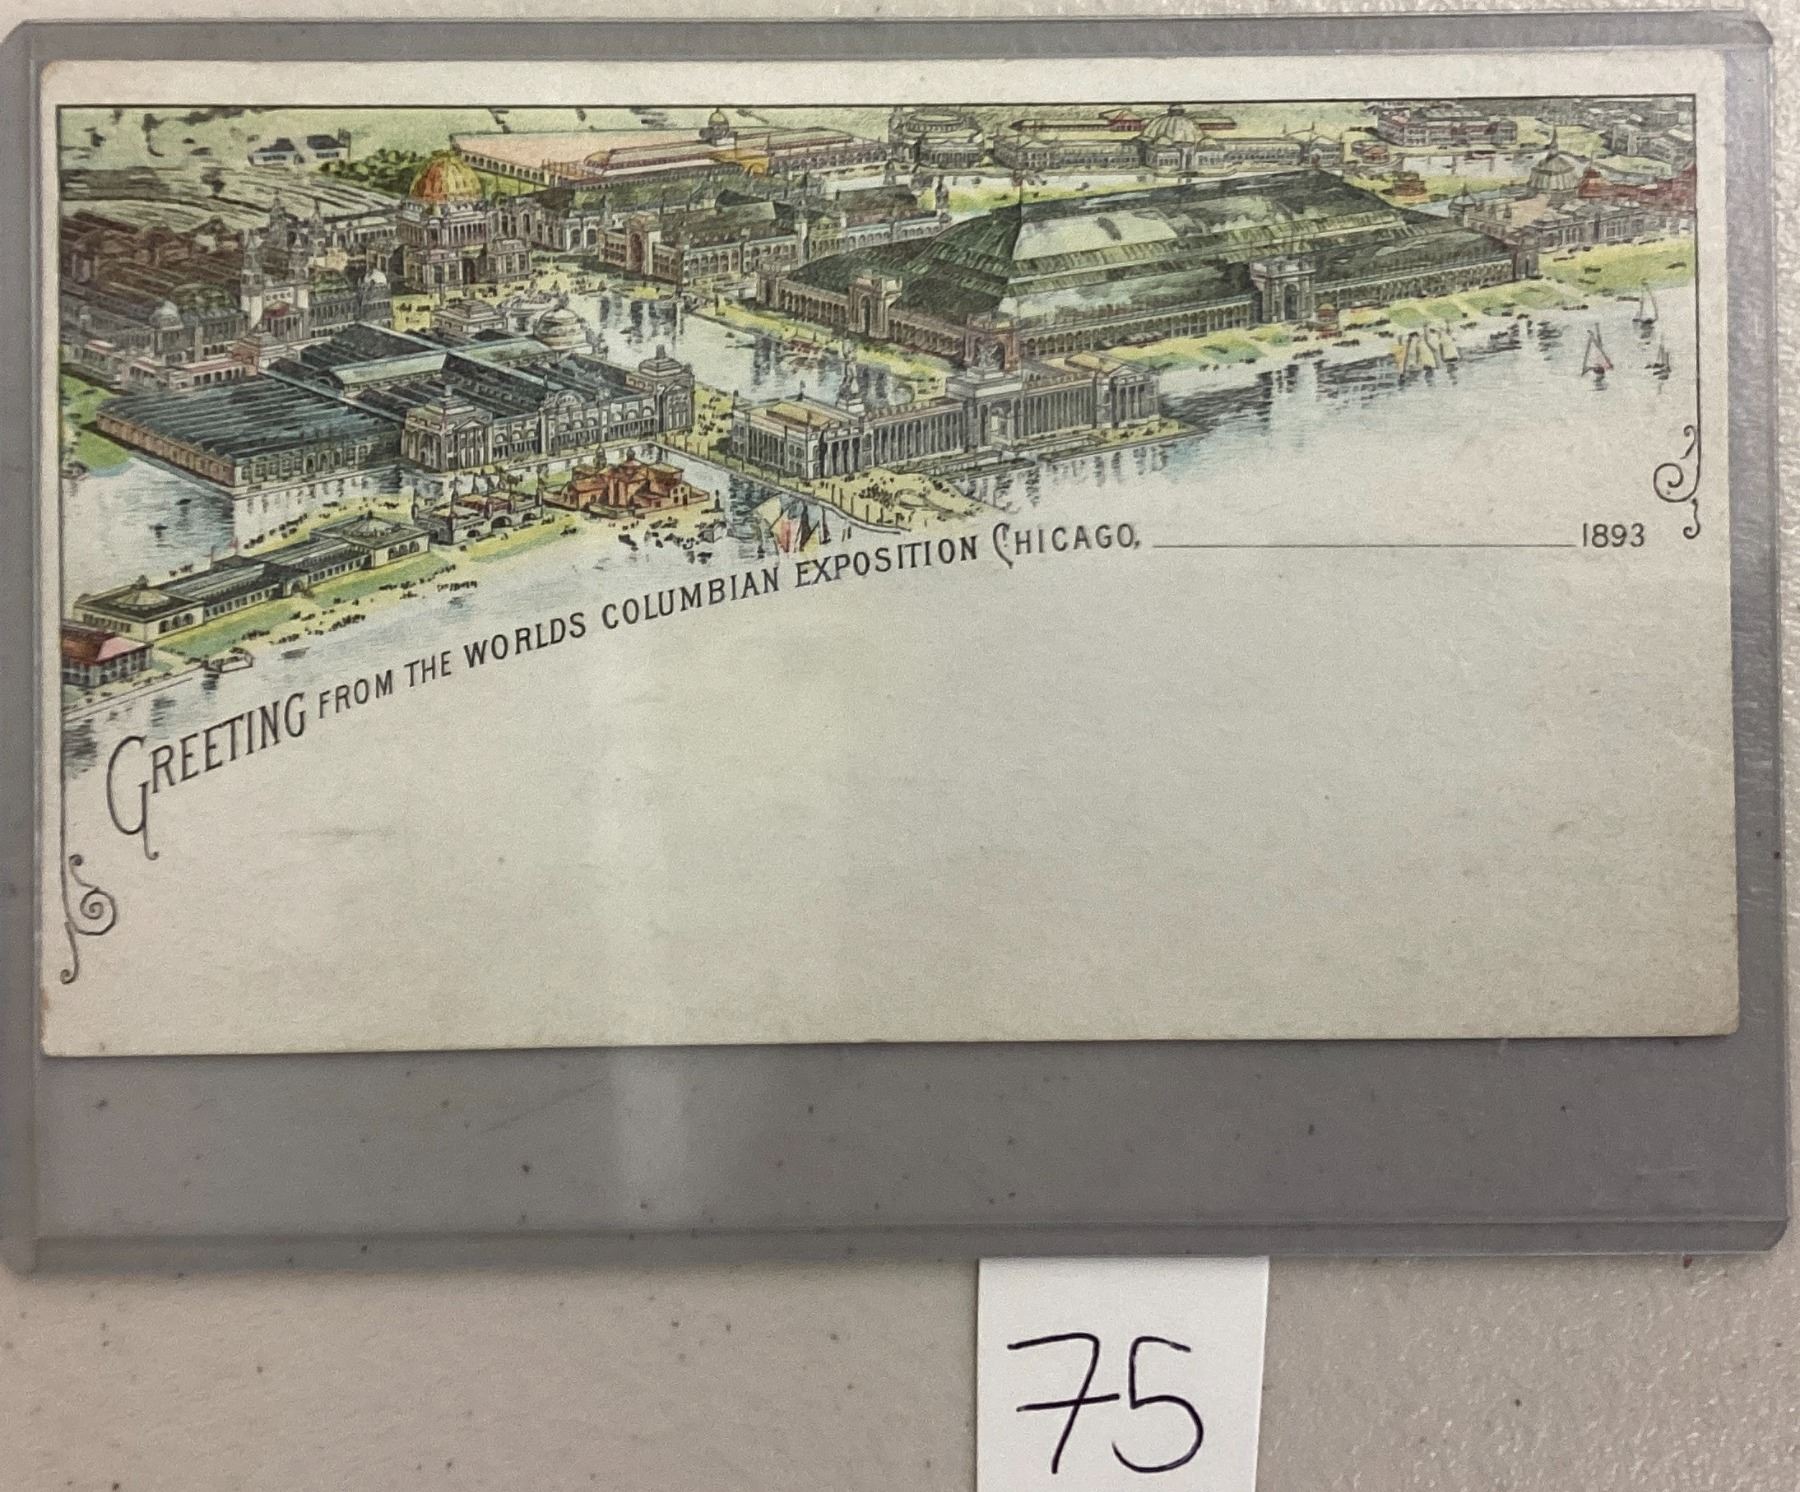 GREETING FROM THE WORLDS COLUMBIAN EXPOSITION CHICAGO, 1893
75